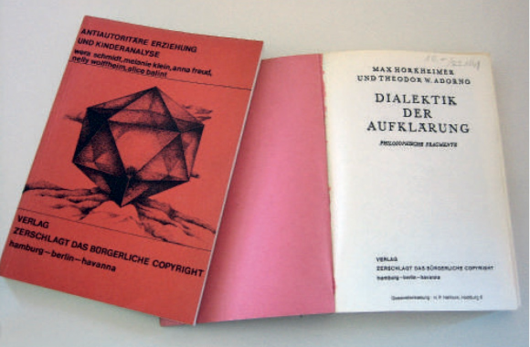 ANTIAUTORITÄRE ERZIEHUNG
UND KINDERANALYSE
wera schmidt, melanie klein, anna freud,
nelly wolffheim, alice balint
VERLAG
ZERSCHLAGT DAS BÜRGERLICHE COPYRIGHT
hamburg—berlin—havanna
MAX HORKHEIMER
UND THEODOR W. ADORNO
DIALEKTIK
DER
AUFKLÄRUNG
PHILOSOPHISCHE FRAGMENTE
VERLAG
ZERSCHLAGT DAS BÜRGERLICHE COPYRIGHT
hamburg—berlin—havanna
Gesamtherstellung